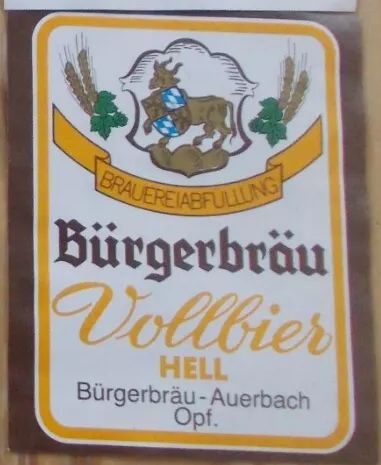 BRAUEREIABFÜLLUNG
Bürgerbräu
Vollbier
HELL
Bürgerbräu - Auerbach
Opf.